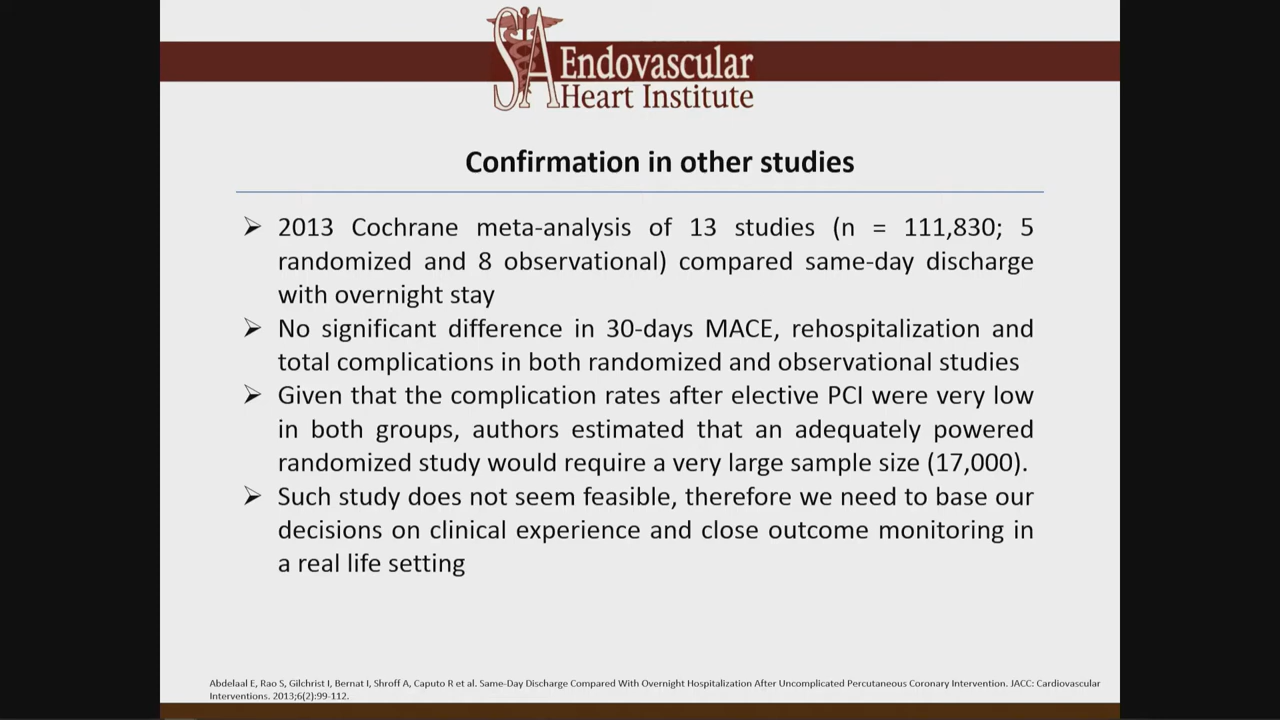 SA Endovascular
Heart Institute
Confirmation in other studies
➢ 2013 Cochrane meta-analysis of 13 studies (n = 111,830; 5
randomized and 8 observational) compared same-day discharge
with overnight stay
➢ No significant difference in 30-days MACE, rehospitalization and
total complications in both randomized and observational studies
➢ Given that the complication rates after elective PCI were very low
in both groups, authors estimated that an adequately powered
randomized study would require a very large sample size (17,000).
➢ Such study does not seem feasible, therefore we need to base our
decisions on clinical experience and close outcome monitoring in
a real life setting
Abdelaal E, Rao S, Gilchrist I, Bernat I, Shroff A, Caputo R et al. Same-Day Discharge Compared With Overnight Hospitalization After Uncomplicated Percutaneous Coronary Intervention. JACC: Cardiovascular
Interventions. 2013;6(2):99-112.